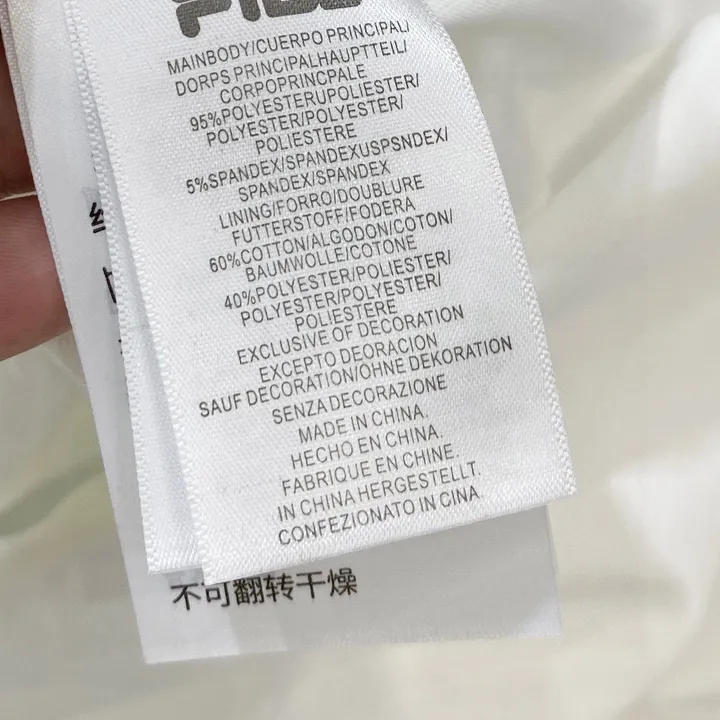 FILA
MAINBODY/CUERPO PRINCIPAL/
DORPS PRINCIPALHAUPTTEIL/
CORPOPRINCPALE
95%POLYESTERUPOLIESTER/
POLYESTER/POLYESTER/
POLIESTERE
5%SPANDEX/SPANDEXUSPSNDEX/
SPANDEX/SPANDEX
LINING/FORRO/DOUBLURE
FUTTERSTOFF/FODERA
60%COTTON/ALGODON/COTON/
BAUMWOLLE/COTONE
40%POLYESTER/POLIESTER/
POLYESTER/POLYESTER/
POLIESTERE
EXCLUSIVE OF DECORATION
EXCEPTO DEORACION
SAUF DECORATION/OHNE DEKORATION
SENZA DECORAZIONE
MADE IN CHINA.
HECHO EN CHINA.
FABRIQUE EN CHINE.
IN CHINA HERGESTELLT.
CONFEZIONATO IN CINA
不可翻转干燥